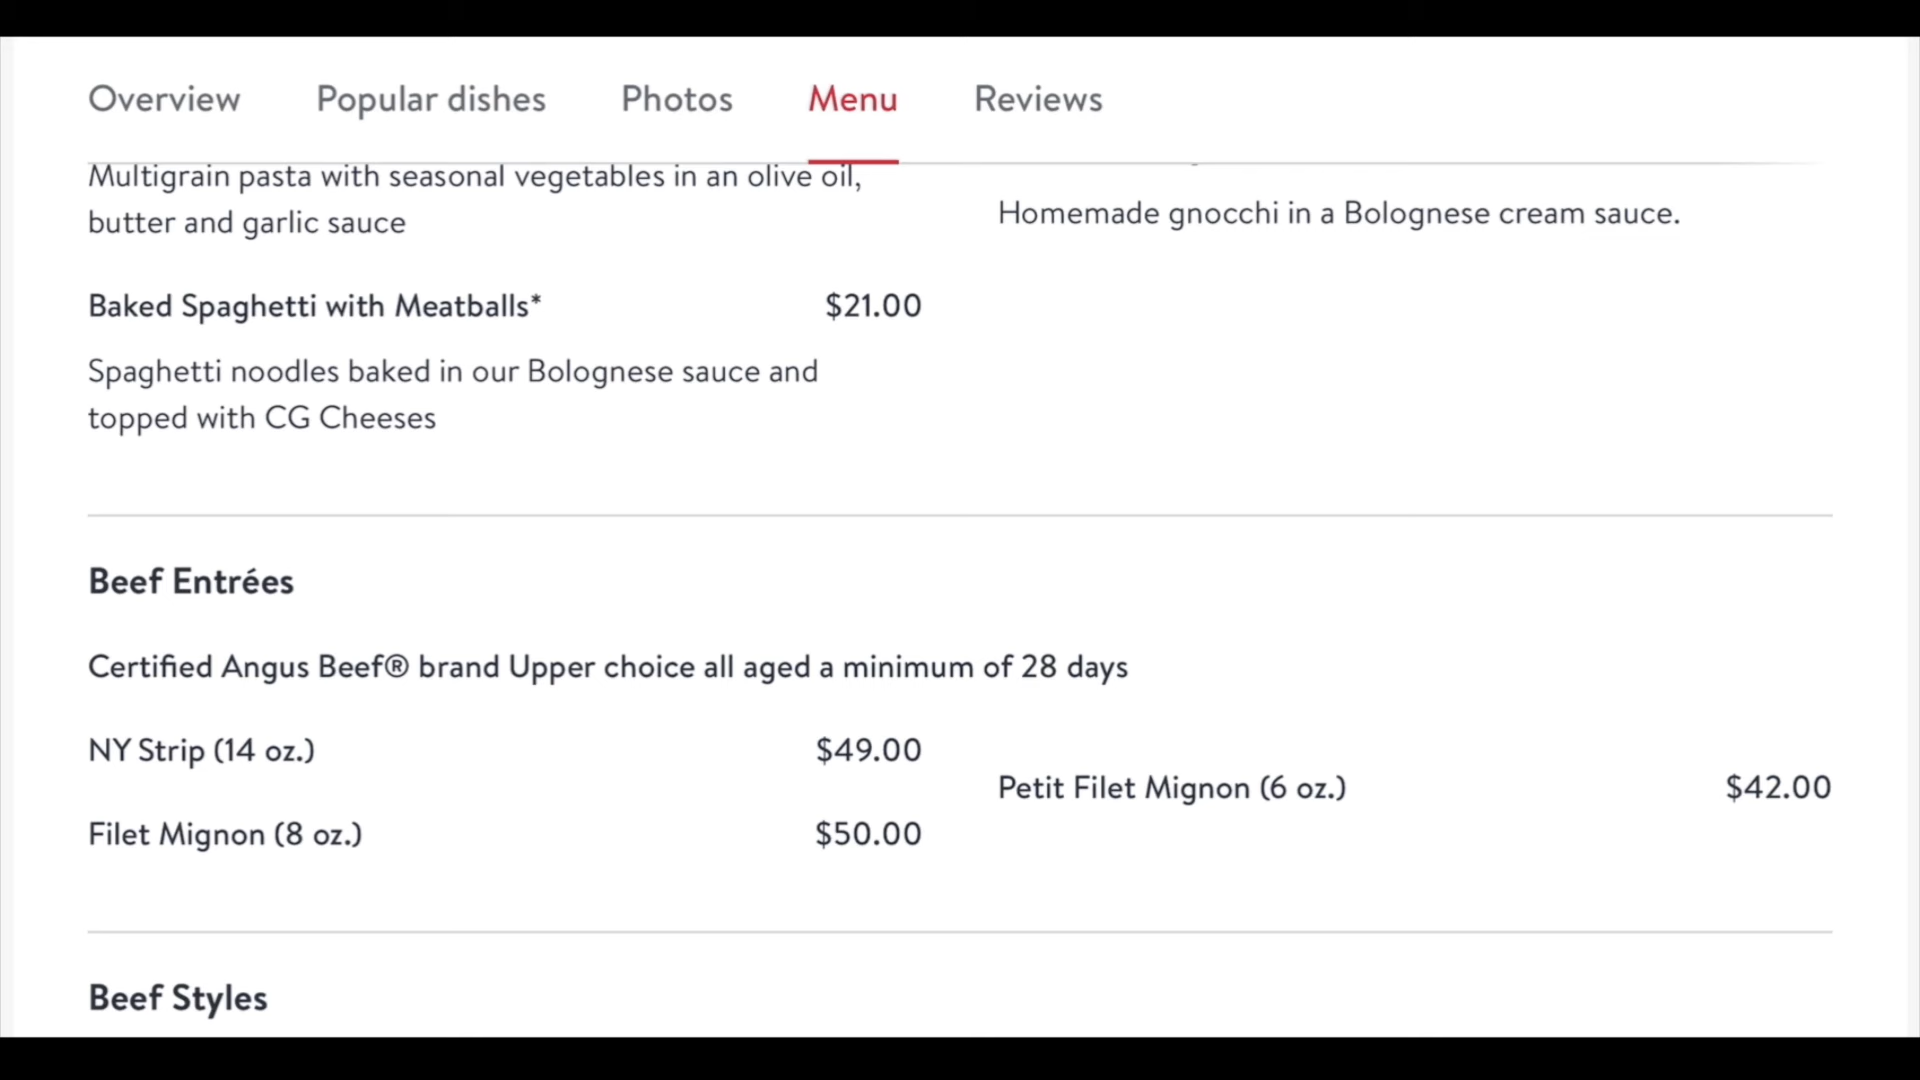 Overview Popular dishes Photos Menu Reviews
Multigrain pasta with seasonal vegetables in an olive oil,
butter and garlic sauce
Homemade gnocchi in a Bolognese cream sauce.
Baked Spaghetti with Meatballs* $21.00
Spaghetti noodles baked in our Bolognese sauce and
topped with CG Cheeses
Beef Entrées
Certified Angus Beef® brand Upper choice all aged a minimum of 28 days
NY Strip (14 oz.) $49.00
Filet Mignon (8 oz.) $50.00
Petit Filet Mignon (6 oz.) $42.00
Beef Styles